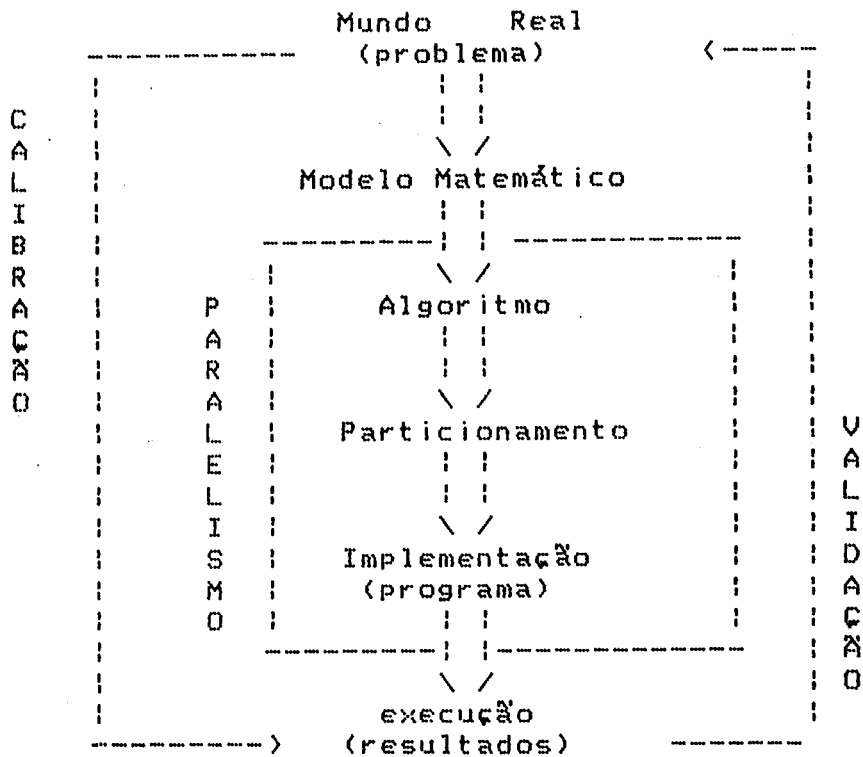 Mundo Real
(problema)
CALIBRAÇÃO
Modelo Matemático
PARALELISMO
Algoritmo
Particionamento
Implementação
(programa)
VALIDAÇÃO
execução
(resultados)